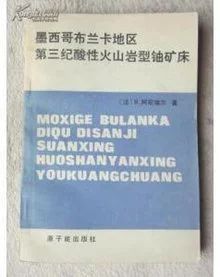 墨西哥布兰卡地区
第三纪酸性火山岩型铀矿床
MOXIGE BULANKA
DIQU DISANJI
SUANXING
HUOSHANYANXING
YOUKUANGCHUANG
原子能出版社